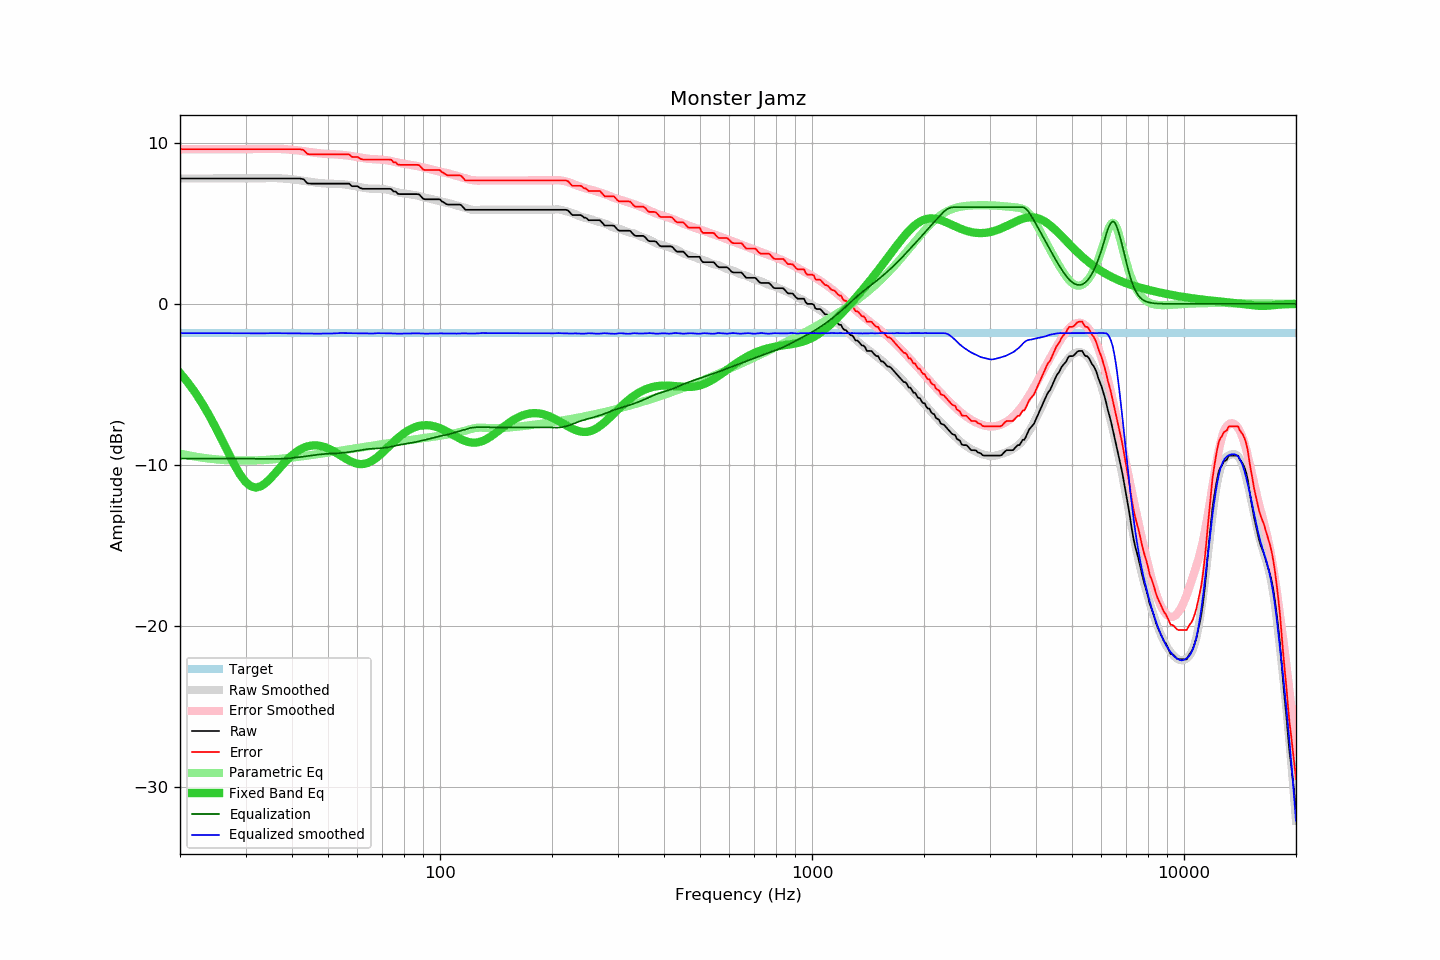 Monster Jamz
10
0
−10
−20
−30
Amplitude (dBr)
100
1000
10000
Frequency (Hz)
Target
Raw Smoothed
Error Smoothed
Raw
Error
Parametric Eq
Fixed Band Eq
Equalization
Equalized smoothed